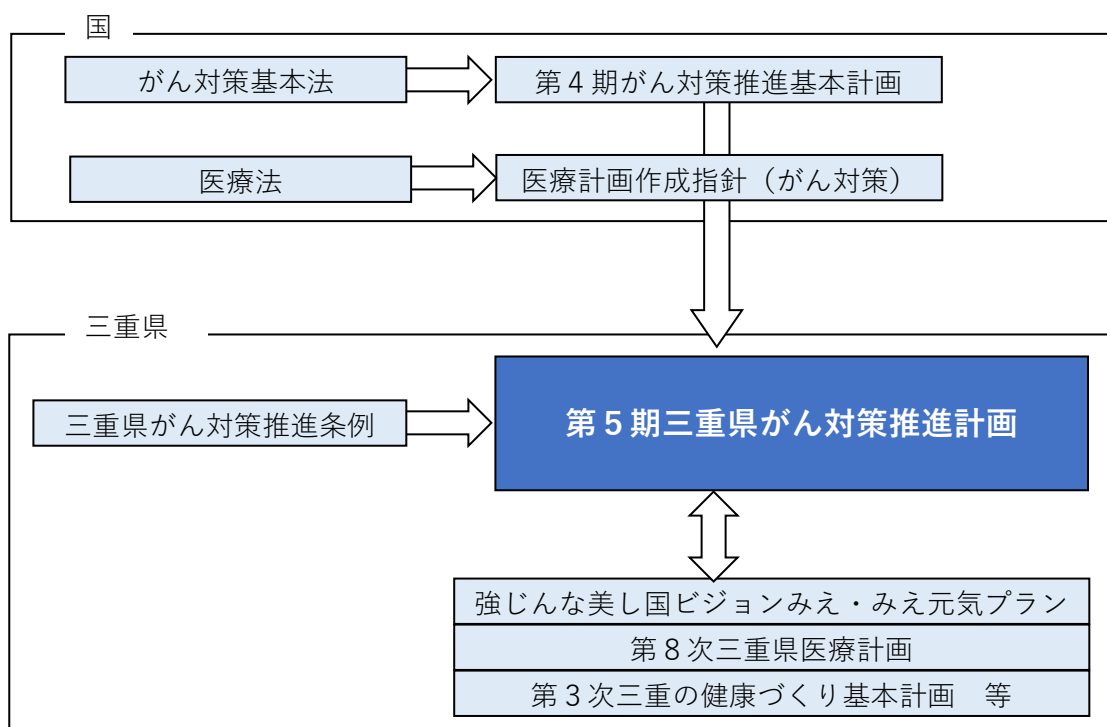 国
がん対策基本法
第４期がん対策推進基本計画
医療法
医療計画作成指針（がん対策）
三重県
第５期三重県がん対策推進計画
三重県がん対策推進条例
強じんな美し国ビジョンみえ・みえ元気プラン
第８次三重県医療計画
第３次三重の健康づくり基本計画　等